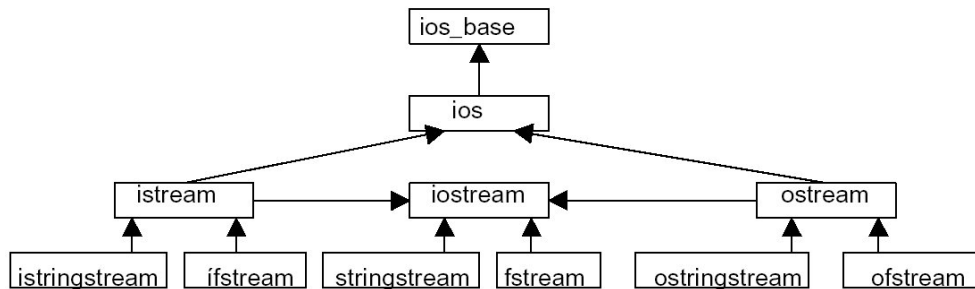 ios_base
ios
istream
iostream
ostream
istringstream
ífstream
stringstream
fstream
ostringstream
ofstream